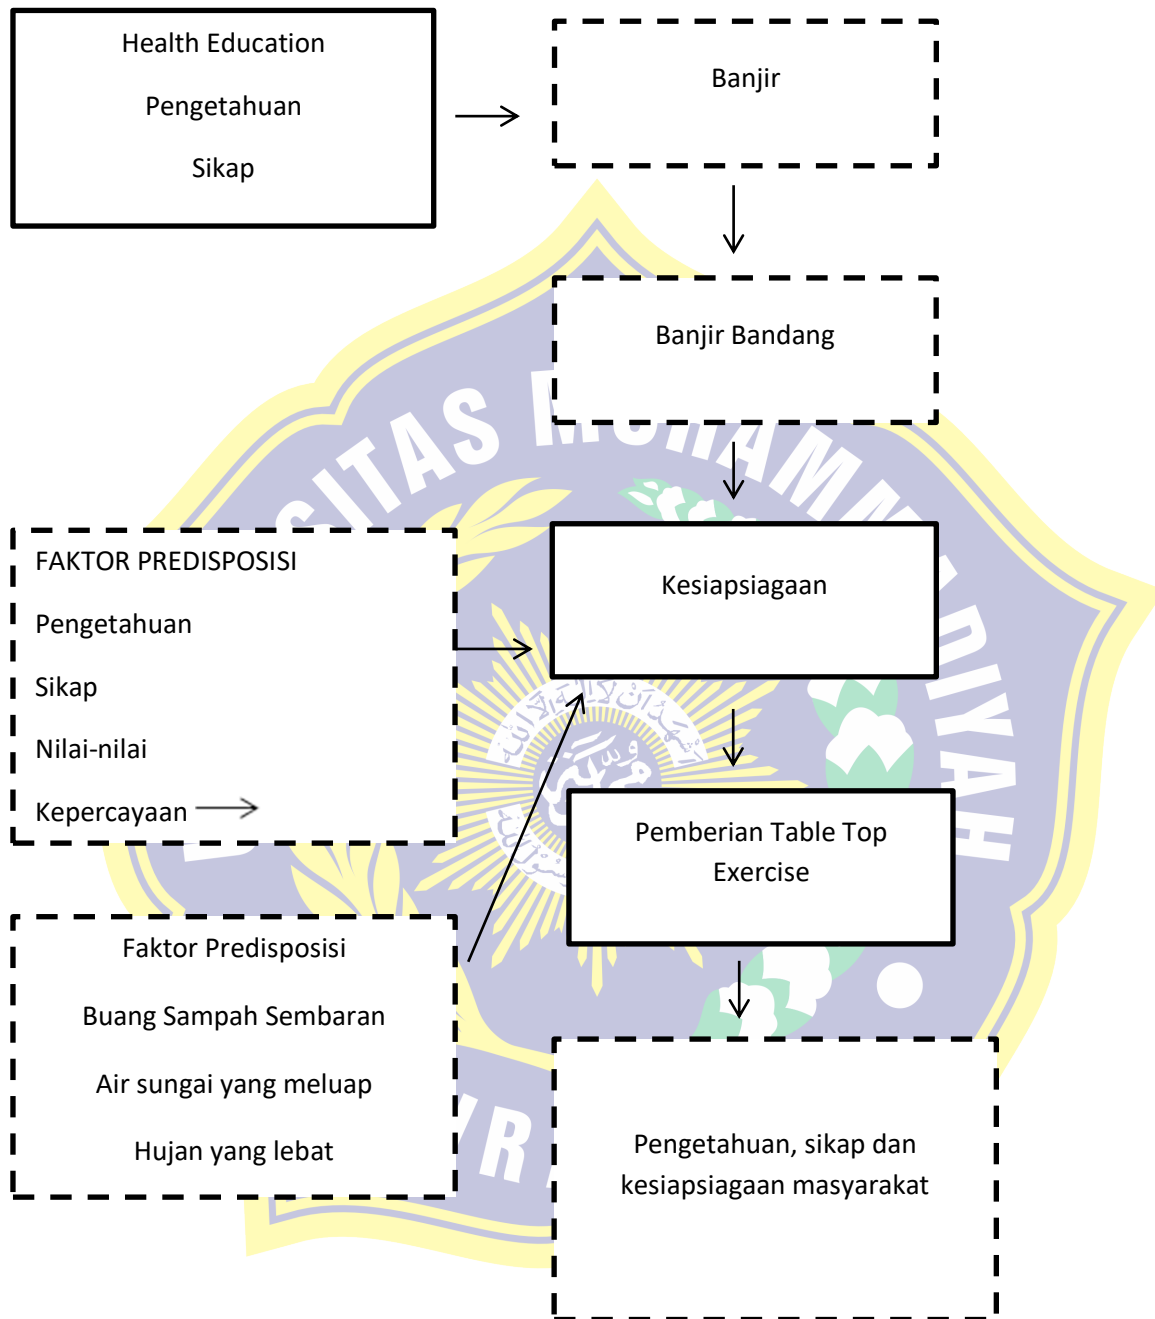 Health Education
Pengetahuan
Sikap
Banjir
Banjir Bandang
Kesiapsiagaan
FAKTOR PREDISPOSISI
Pengetahuan
Sikap
Nilai-nilai
Kepercayaan
Pemberian Table Top
Exercise
Faktor Predisposisi
Buang Sampah Sembaran
Air sungai yang meluap
Hujan yang lebat
Pengetahuan, sikap dan
kesiapsiagaan masyarakat